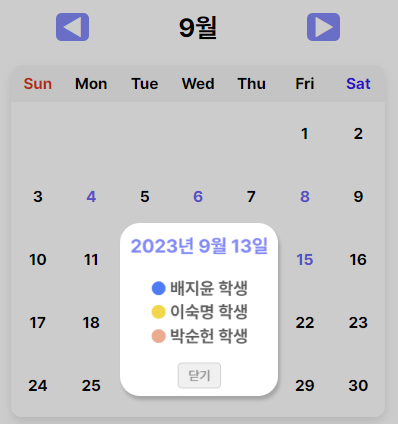 9월
Sun Mon Tue Wed Thu Fri Sat
1 2
3 4 5 6 7 8 9
2023년 9월 13일
10 11 15 16
배지윤 학생
이숙명 학생
17 18 22 23
박순헌 학생
닫기
24 25 29 30